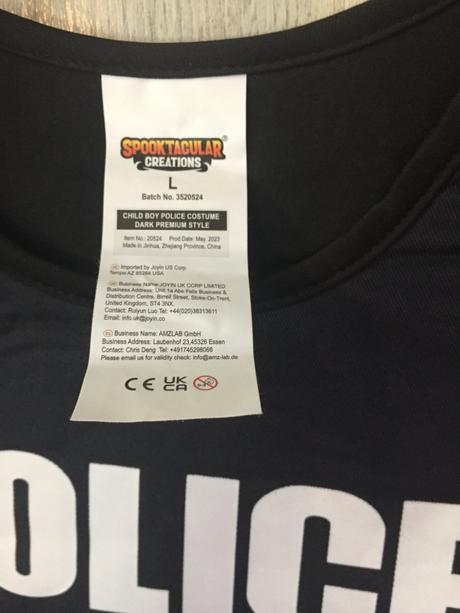 SPOOKTACULAR®
CREATIONS
L
Batch No. 3520524
CHILD BOY POLICE COSTUME
DARK PREMIUM STYLE
Item No.: 20524 Prod.Date: May. 2023
Made in Jinhua, Zhejiang Province, China
Imported by Joyin US Corp.
Tempe AZ 85284 USA
Business Name:JOYIN UK CORP LIMITED
Business Address: Unit 1a Abo Falls Business &
Distribution Centre, Birrell Street, Stoke-On-Trent,
United Kingdom, ST4 3NX.
Contact: Ruiyun Luo Tel: +44(020)38313611
Email: info.uk@joyin.co
Business Name: AMZLAB GmbH
Business Address: Laubenhof 23,45326 Essen
Contact: Chris Deng Tel: +491745298066
Please email us for validity check: info@amz-lab.de
CE UK
CA 0-3
OLICE